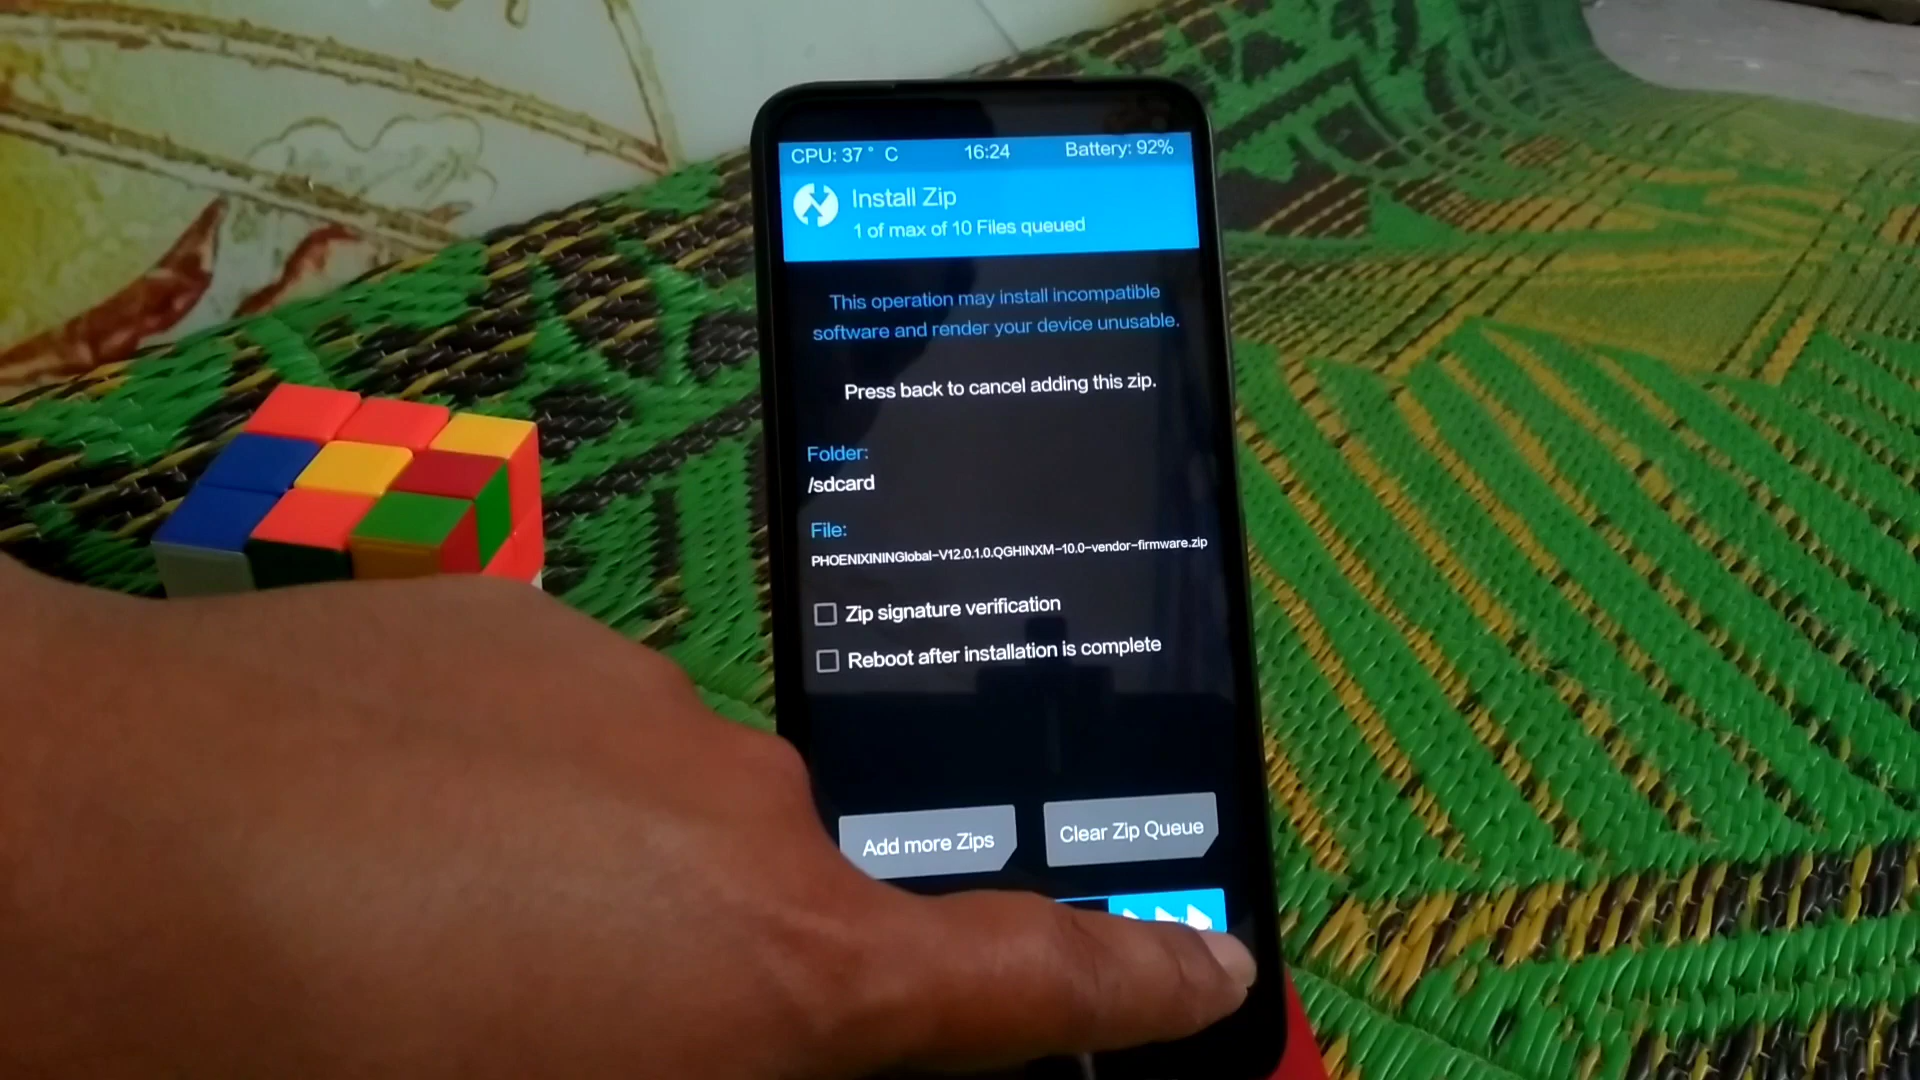 CPU: 37 ° C 16:24 Battery: 92%
Install Zip
1 of max of 10 Files queued
This operation may install incompatible
software and render your device unusable.
Press back to cancel adding this zip.
Folder:
/sdcard
File:
PHOENIXININGlobal-V12.0.1.0.QGHINXM-10.0-vendor-firmware.zip
Zip signature verification
Reboot after installation is complete
Add more Zips Clear Zip Queue